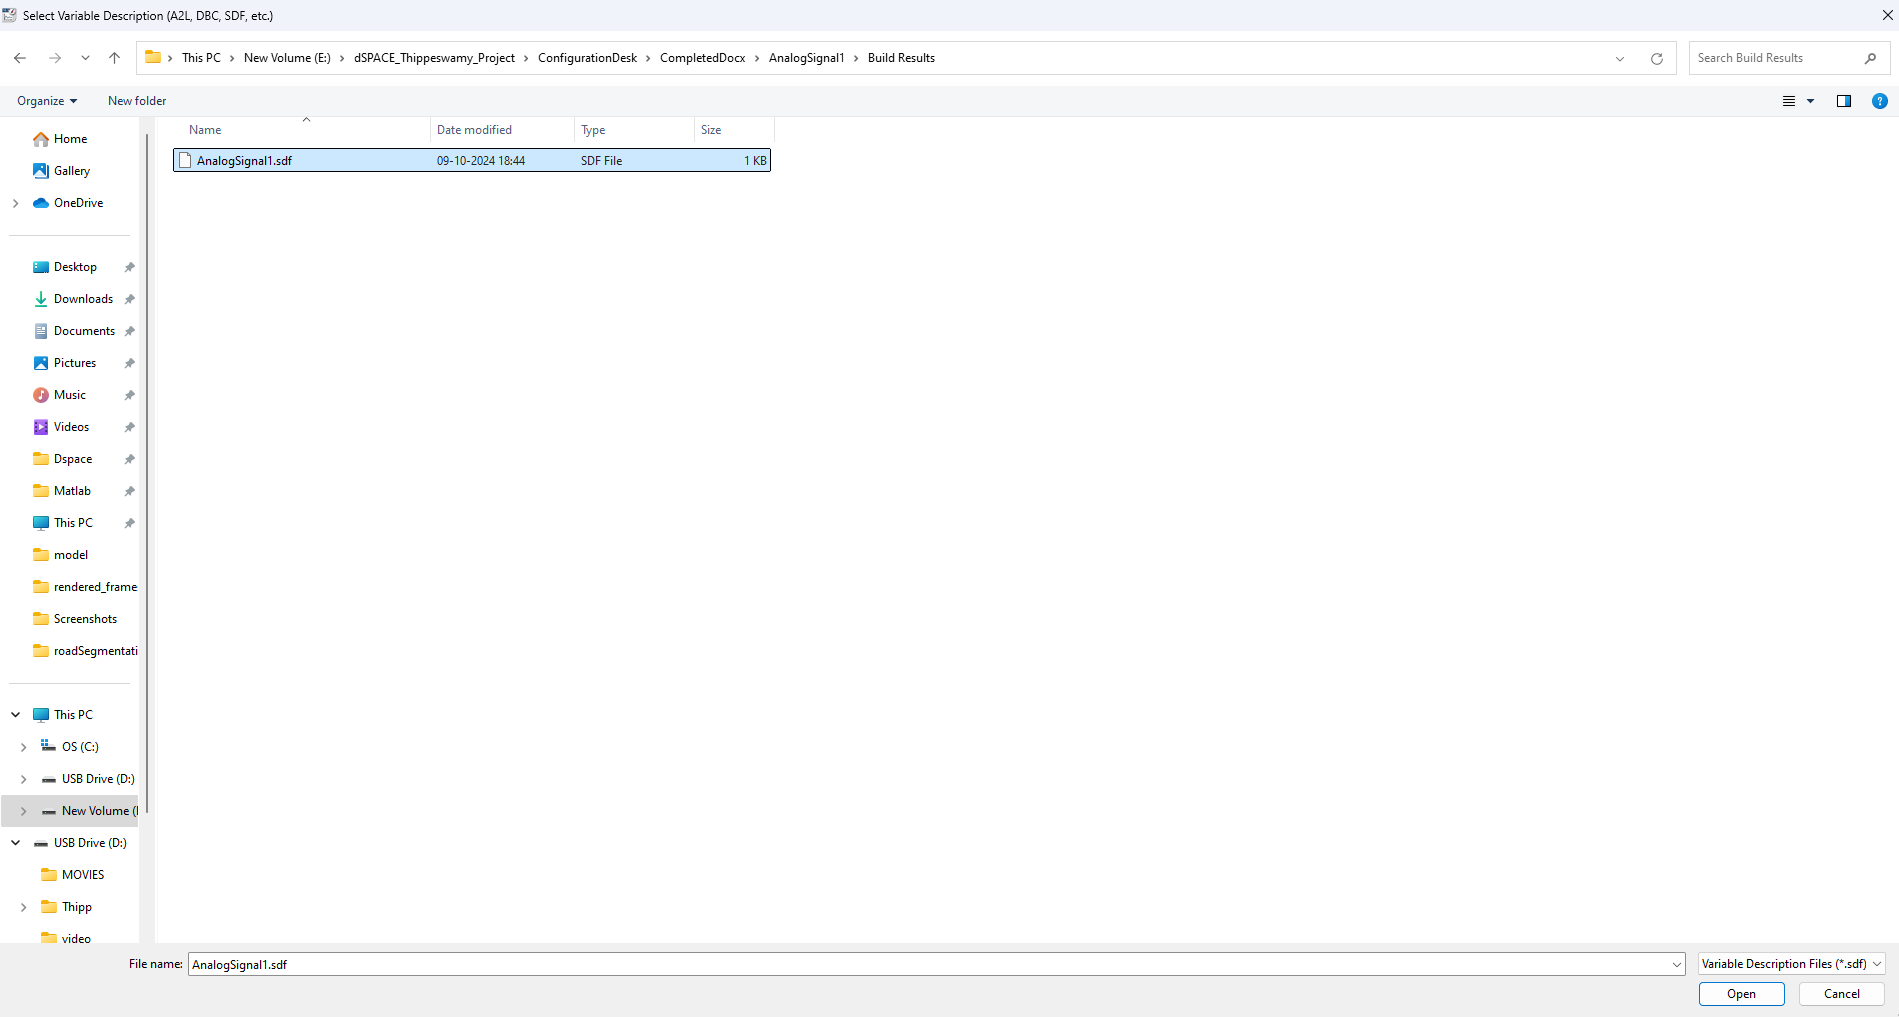 Select Variable Description (A2L, DBC, SDF, etc.)
This PC > New Volume (E:) > dSPACE_Thippeswamy_Project > ConfigurationDesk > CompletedDocx > AnalogSignal1 > Build Results
Search Build Results
Organize New folder
Name Date modified Type Size
AnalogSignal1.sdf 09-10-2024 18:44 SDF File 1 KB
Home
Gallery
OneDrive
Desktop
Downloads
Documents
Pictures
Music
Videos
Dspace
Matlab
This PC
model
rendered_frame
Screenshots
roadSegmentati
This PC
OS (C:)
USB Drive (D:)
New Volume (
USB Drive (D:)
MOVIES
Thipp
video
File name: AnalogSignal1.sdf Variable Description Files (*.sdf)
Open Cancel